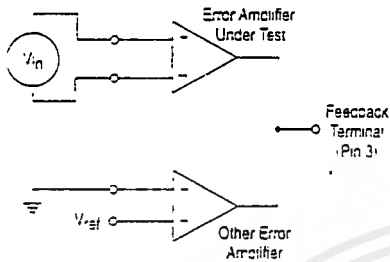 Error Amplifier
Under Test
Vin
Feedback
Terminal
(Pin 3)
Vref
Other Error
Amplifier